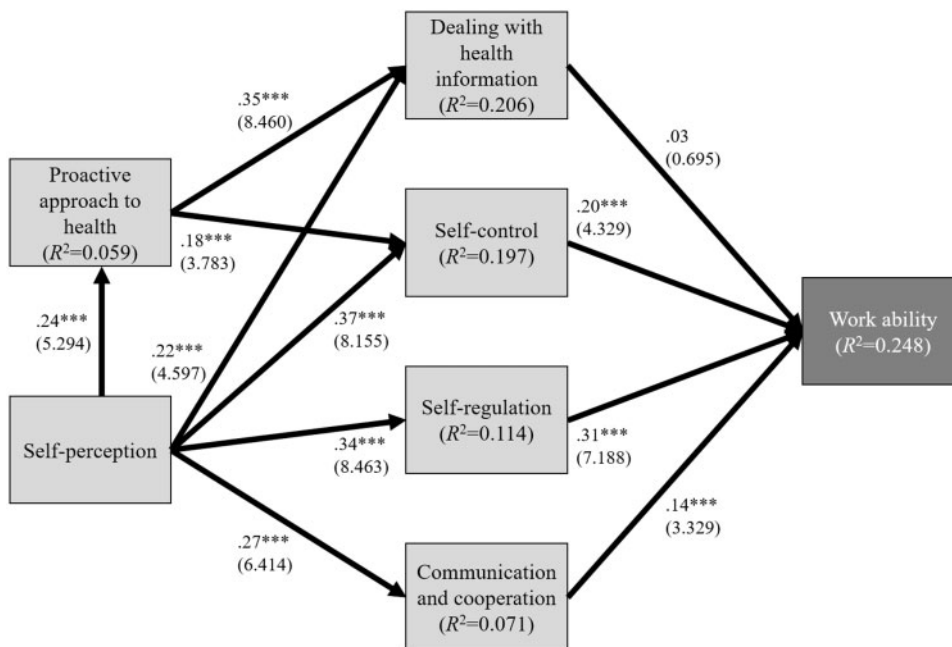 Dealing with
health
information
(R²=0.206)
.35***
(8.460)
.03
(0.695)
Proactive
approach to
health
(R²=0.059)
.18***
(3.783)
Self-control
(R²=0.197)
.20***
(4.329)
.24***
(5.294)
.22***
(4.597)
.37***
(8.155)
Work ability
(R²=0.248)
Self-perception
.34***
(8.463)
Self-regulation
(R²=0.114)
.31***
(7.188)
.27***
(6.414)
.14***
(3.329)
Communication
and cooperation
(R²=0.071)